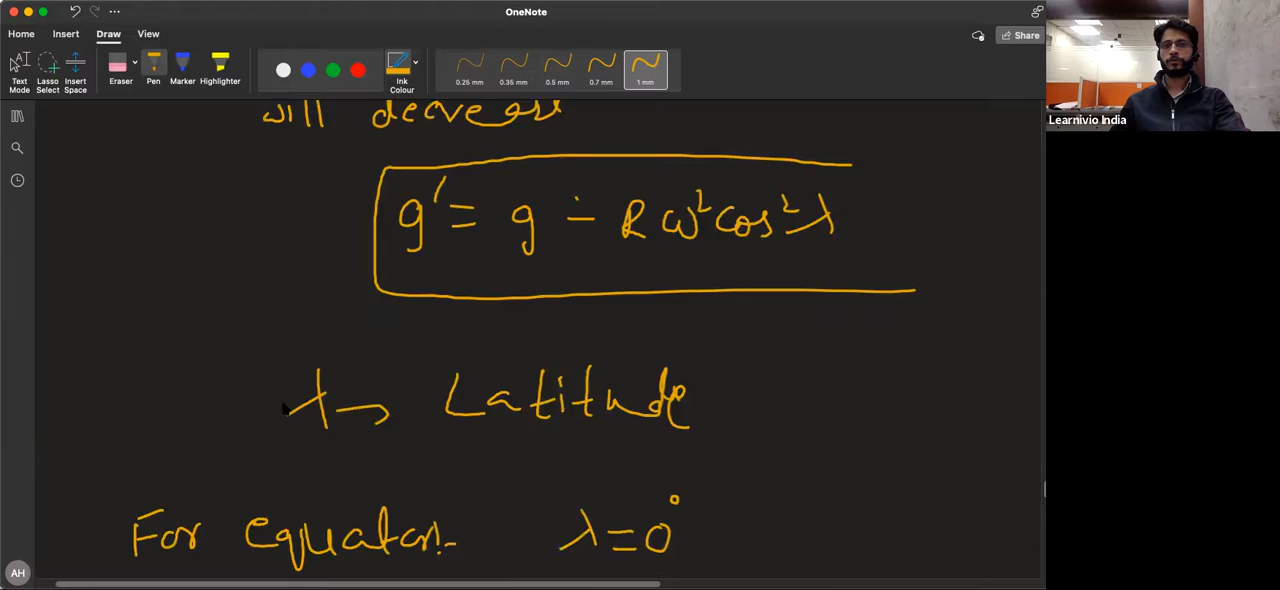 OneNote
Home Insert Draw View
Share
Text Mode
Lasso Select
Insert Space
Eraser
Pen
Marker
Highlighter
Ink Colour
0.25 mm
0.35 mm
0.5 mm
0.7 mm
1 mm
Learnivio India
will
g' = g - Rω²cos²λ
λ → Latitude
For equator:- λ = 0°
AH